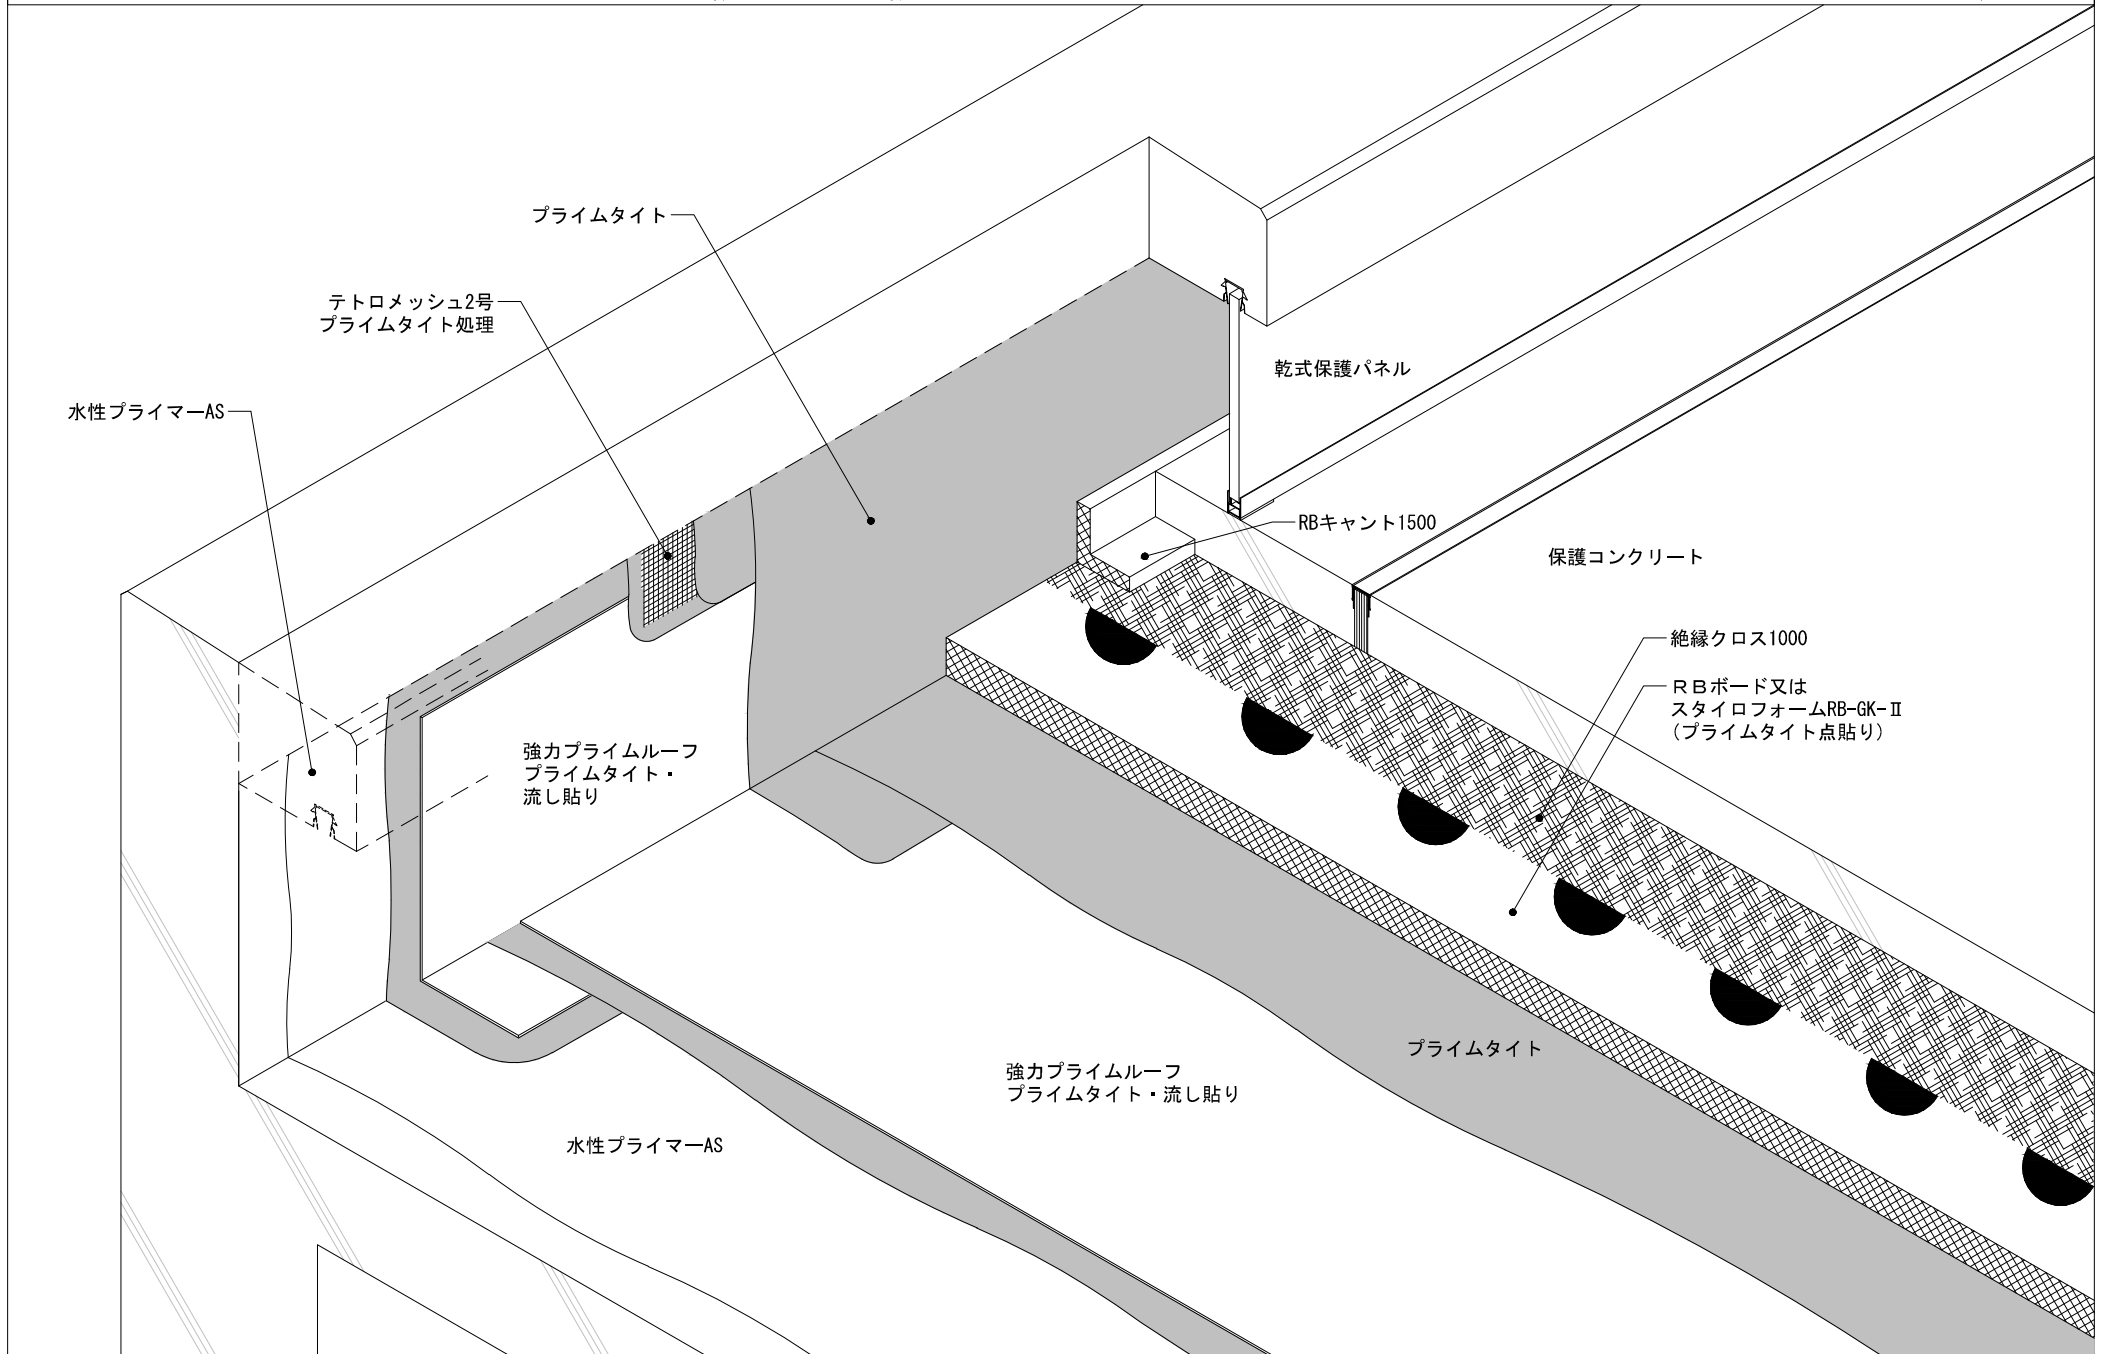 プライムタイト
テトロメッシュ2号
プライムタイト処理
水性プライマーAS
乾式保護パネル
RBキャント1500
保護コンクリート
絶縁クロス1000
ＲＢボード又は
スタイロフォームRB-GK-Ⅱ
(プライムタイト点貼り)
強力プライムルーフ
プライムタイト・
流し貼り
プライムタイト
強力プライムルーフ
プライムタイト・流し貼り
水性プライマーAS